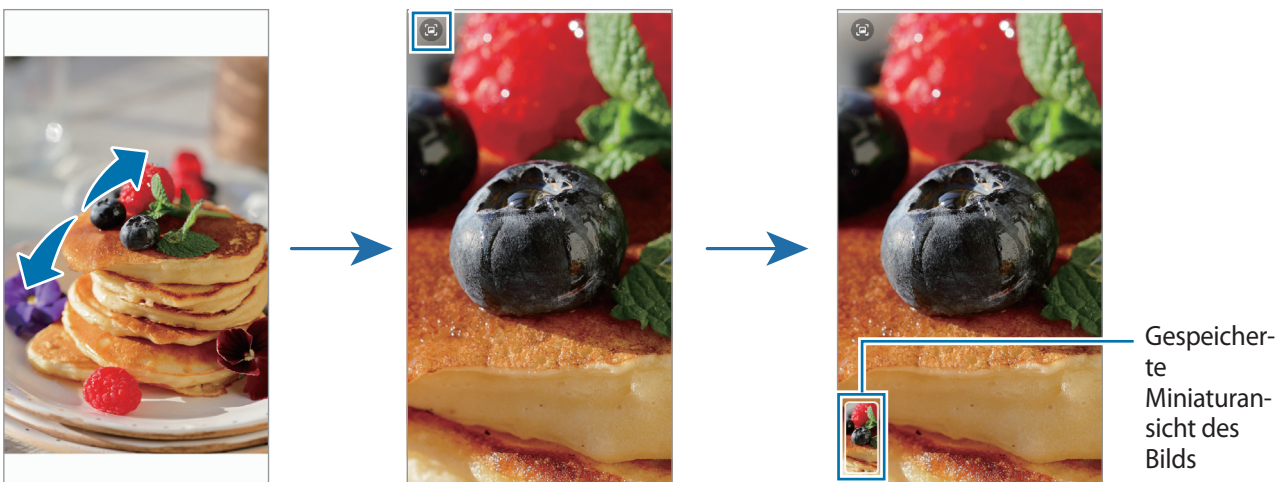 Gespeicher-
te
Miniaturan-
sicht des
Bilds